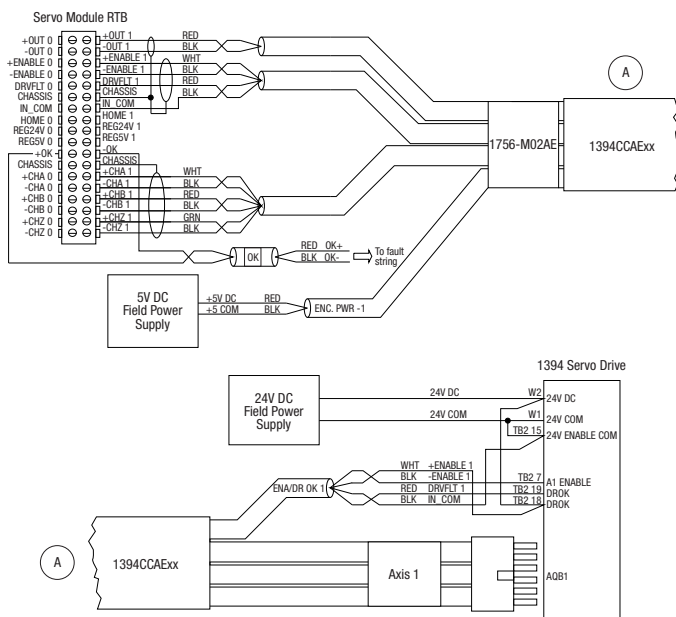 Servo Module RTB
+OUT 0 +OUT 1 RED
-OUT 0 -OUT 1 BLK
+ENABLE 0 +ENABLE 1 WHT
-ENABLE 0 -ENABLE 1 BLK
DRVFLT 0 DRVFLT 1 RED
CHASSIS CHASSIS BLK
IN_COM IN_COM
HOME 0 HOME 1
REG24V 0 REG24V 1
REG5V 0 REG5V 1
+OK -OK
CHASSIS CHASSIS
+CHA 0 +CHA 1 WHT
-CHA 0 -CHA 1 BLK
+CHB 0 +CHB 1 RED
-CHB 0 -CHB 1 BLK
+CHZ 0 +CHZ 1 GRN
-CHZ 0 -CHZ 1 BLK
A
1756-M02AE
1394CCAExx
OK
RED OK+
BLK OK-
To fault
string
5V DC
Field Power
Supply
+5V DC RED
+5 COM BLK
ENC. PWR -1
1394 Servo Drive
24V DC
Field Power
Supply
24V DC W2 24V DC
24V COM W1 24V COM
TB2 15 24V ENABLE COM
ENA/DR OK 1
WHT +ENABLE 1
BLK -ENABLE 1 TB2 7 A1 ENABLE
RED DRVFLT 1 TB2 19 DROK
BLK IN_COM TB2 18 DROK
A
1394CCAExx
Axis 1
AQB1